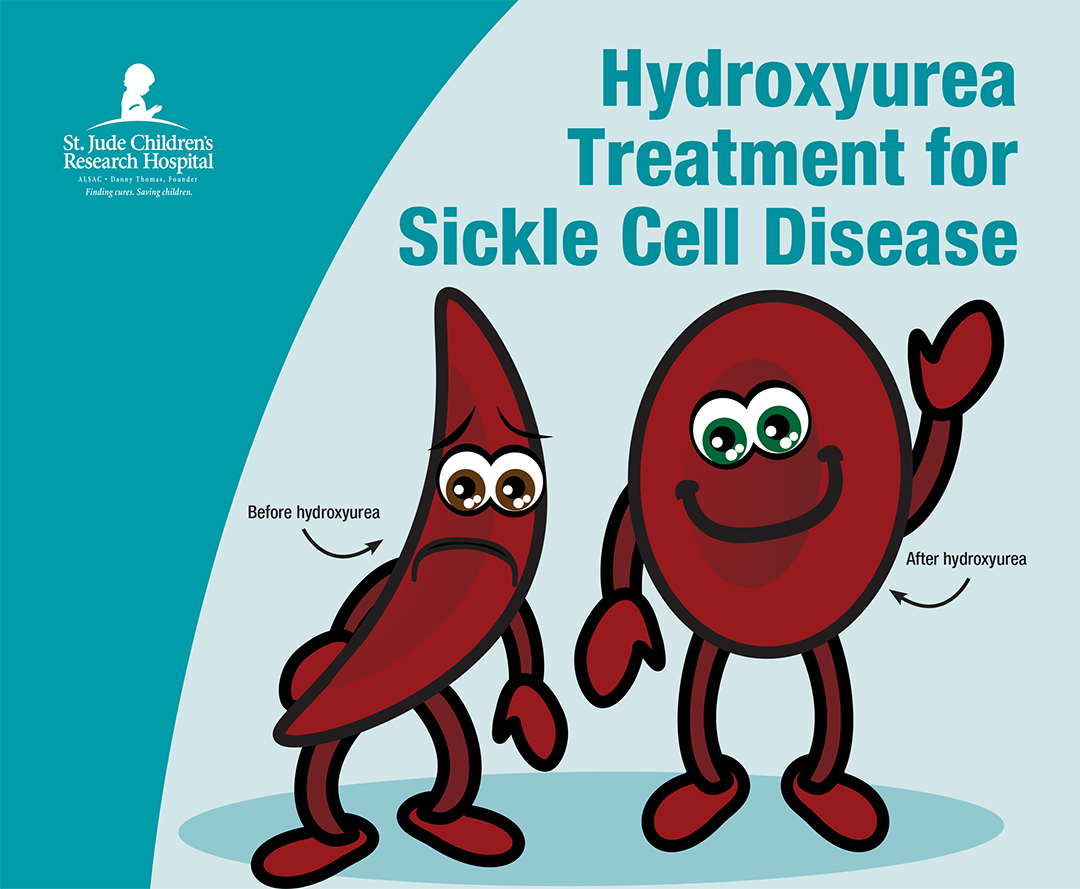 St. Jude Children's
Research Hospital
ALSAC • Danny Thomas, Founder
Finding cures. Saving children.
Hydroxyurea
Treatment for
Sickle Cell Disease
Before hydroxyurea
After hydroxyurea